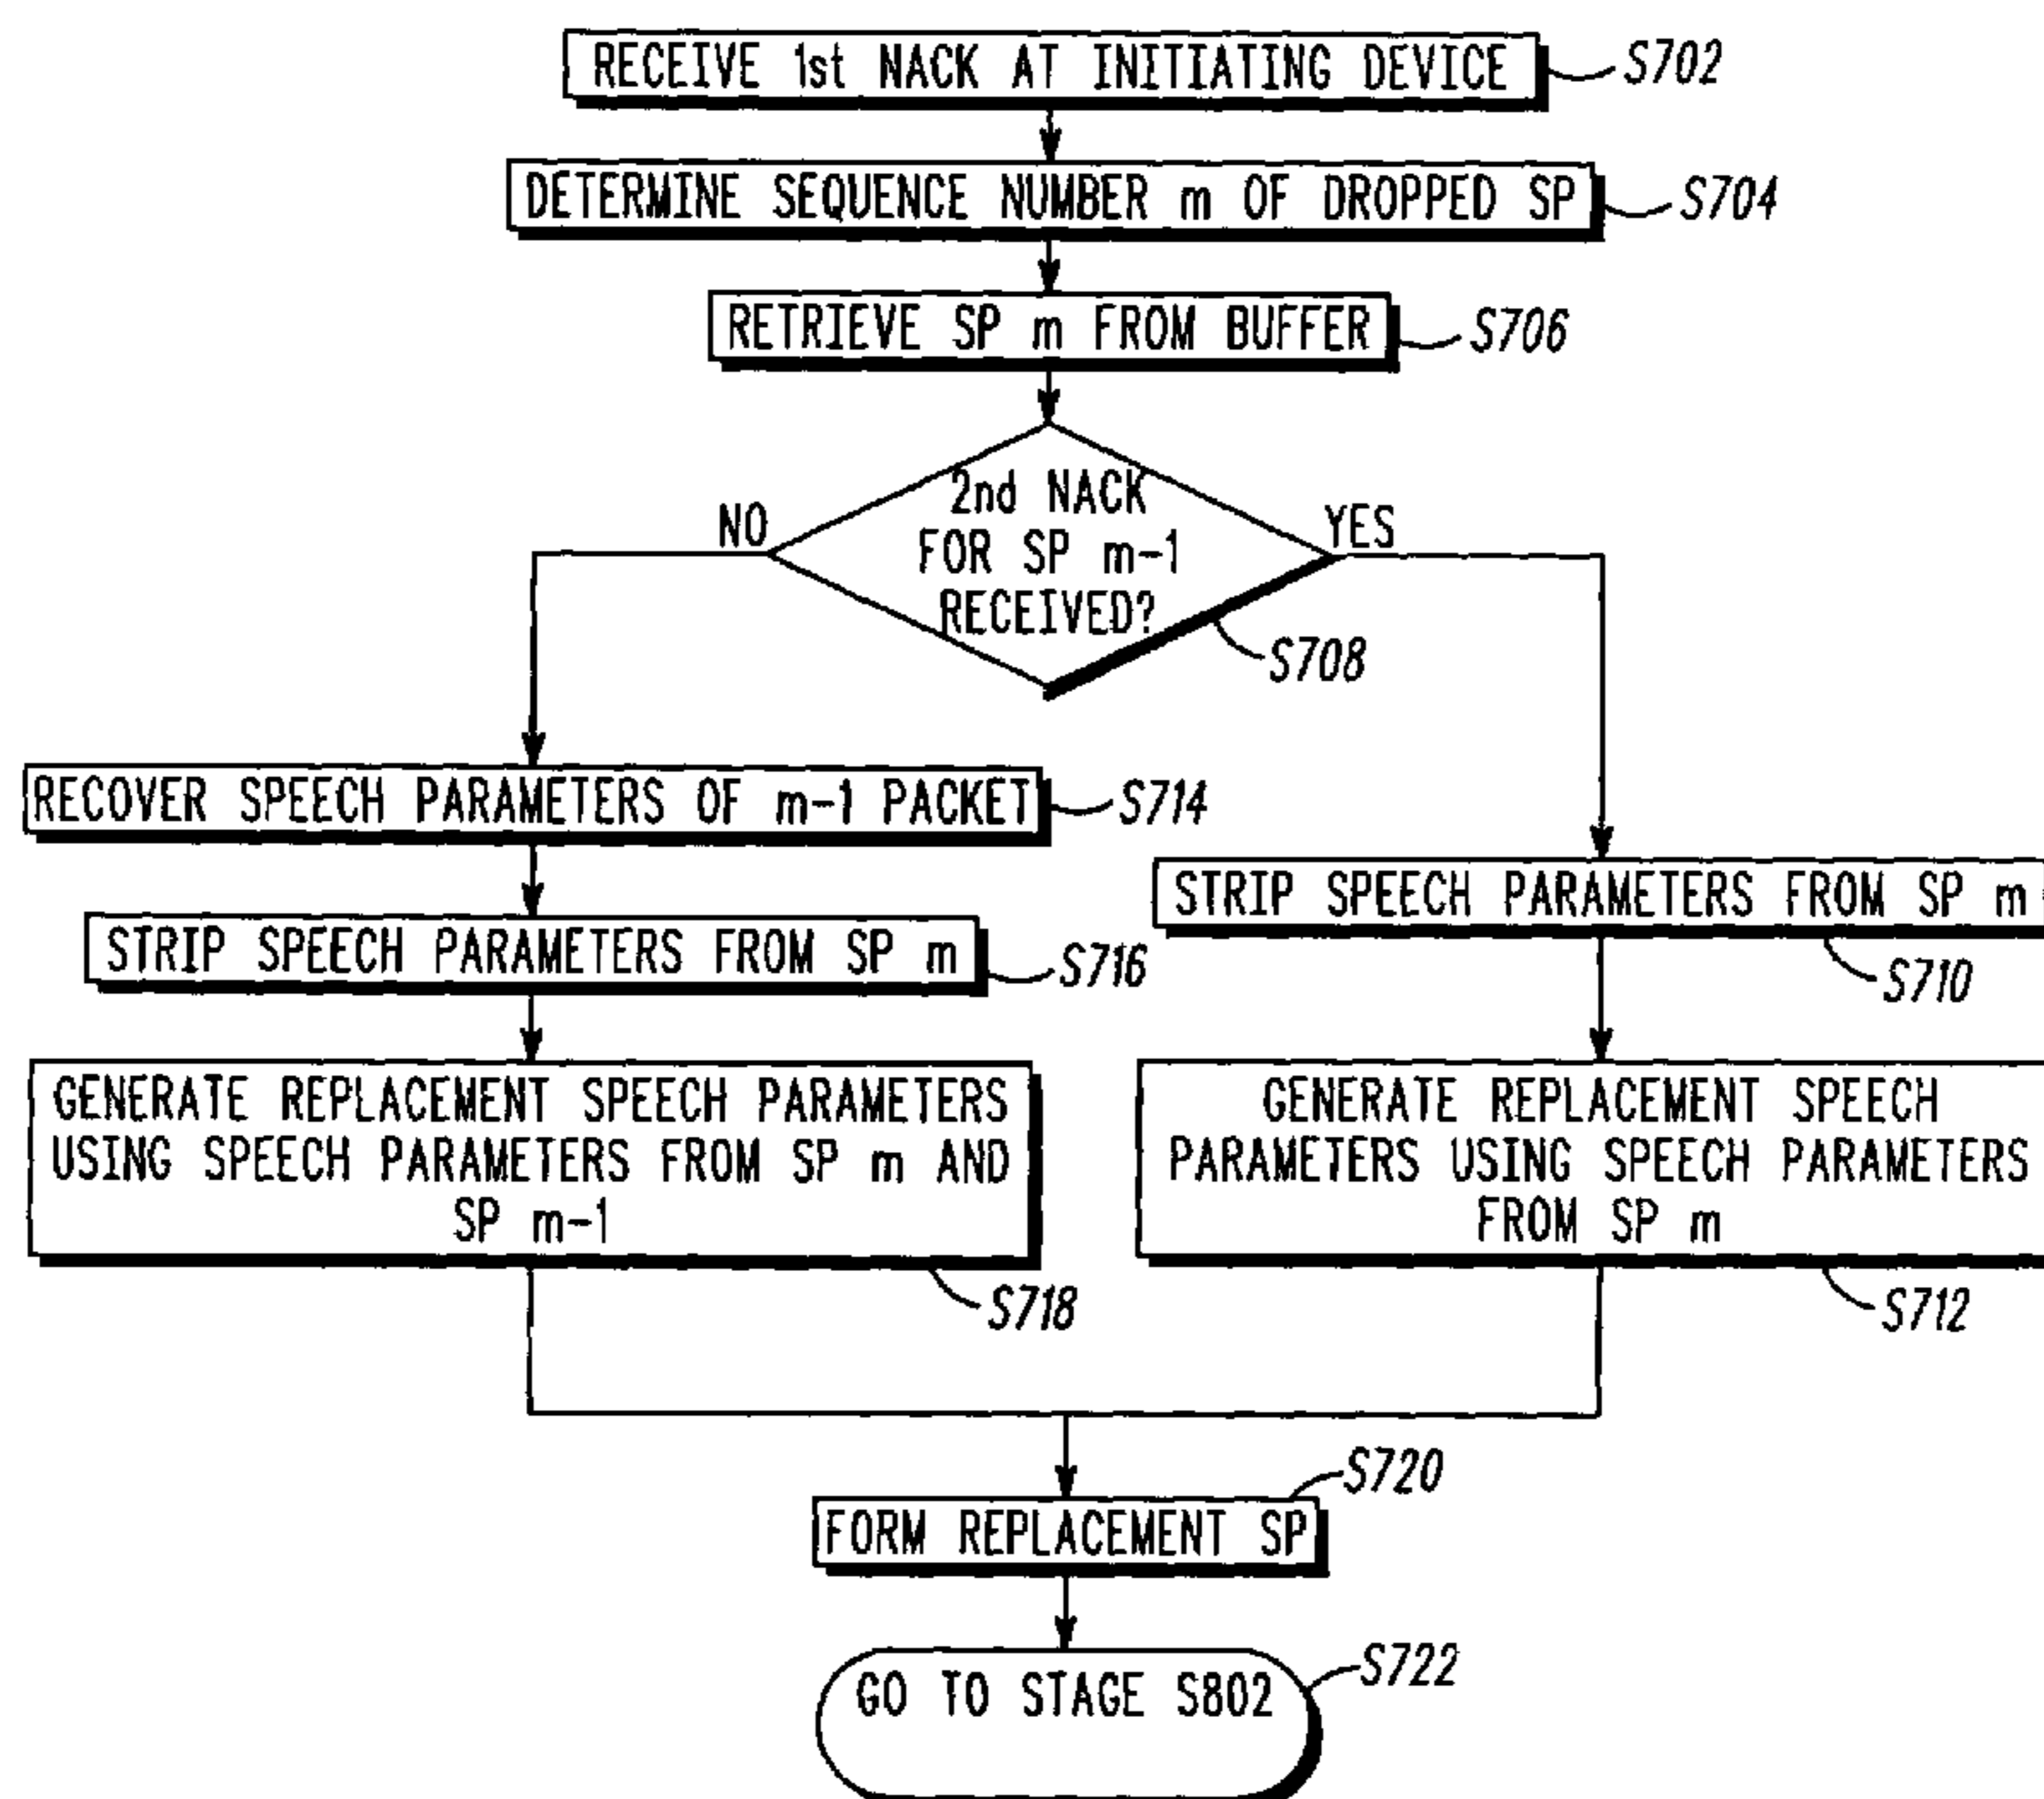 RECEIVE 1st NACK AT INITIATING DEVICE
S702
DETERMINE SEQUENCE NUMBER m OF DROPPED SP
S704
RETRIEVE SP m FROM BUFFER
S706
2nd NACK
FOR SP m-1
RECEIVED?
NO
YES
S708
RECOVER SPEECH PARAMETERS OF m-1 PACKET
S714
STRIP SPEECH PARAMETERS FROM SP m
S710
STRIP SPEECH PARAMETERS FROM SP m
S716
GENERATE REPLACEMENT SPEECH PARAMETERS
USING SPEECH PARAMETERS FROM SP m AND
SP m-1
S718
GENERATE REPLACEMENT SPEECH
PARAMETERS USING SPEECH PARAMETERS
FROM SP m
S712
S720
FORM REPLACEMENT SP
S722
GO TO STAGE S802